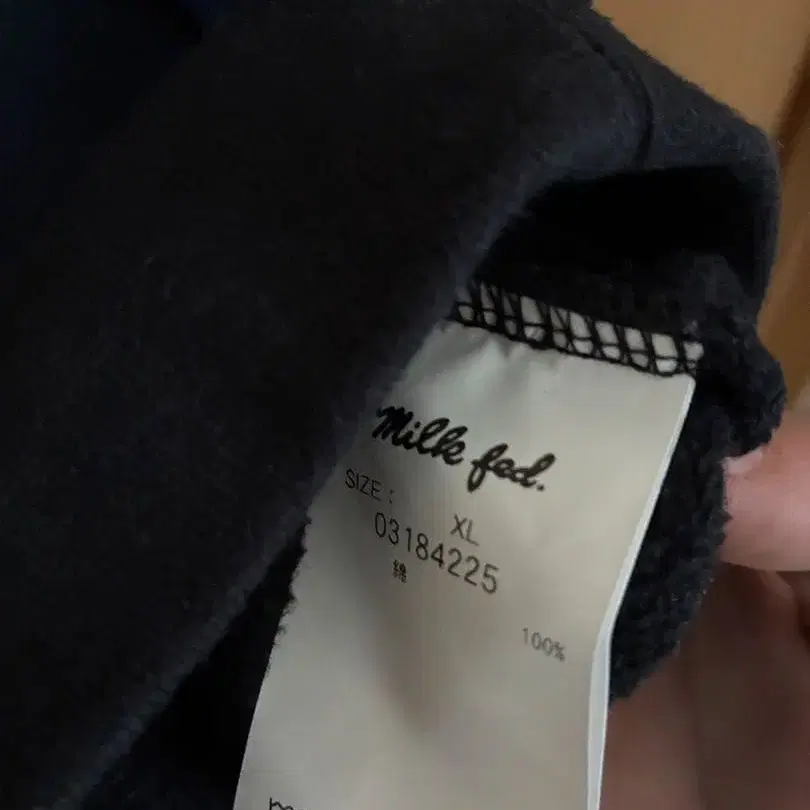 Milk fed.
SIZE : XL
03184225
綿 100%